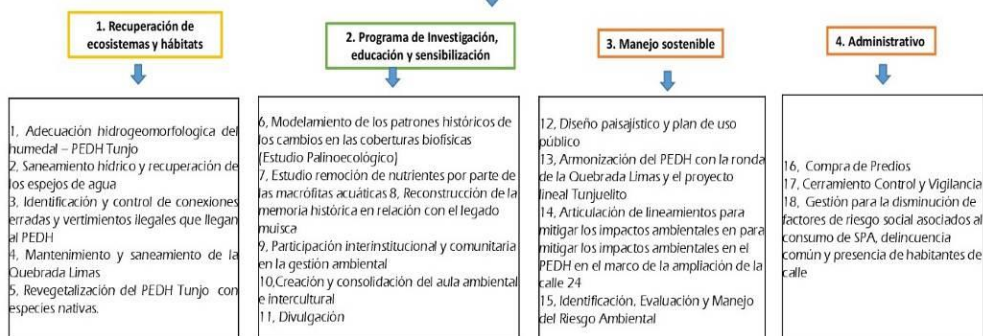 1. Recuperación de
ecosistemas y hábitats
2. Programa de Investigación,
educación y sensibilización
3. Manejo sostenible
4. Administrativo
1, Adecuación hidrogeomorfologica del
humedal – PEDH Tunjo
2, Saneamiento hídrico y recuperación de
los espejos de agua
3, Identificación y control de conexiones
erradas y vertimientos ilegales que llegan
al PEDH
4, Mantenimiento y saneamiento de la
Quebrada Limas
5, Revegetalización del PEDH Tunjo con
especies nativas.
6, Modelamiento de los patrones históricos de
los cambios en las coberturas biofísicas
(Estudio Palinoecológico)
7, Estudio remoción de nutrientes por parte de
las macrófitas acuáticas 8, Reconstrucción de la
memoria histórica en relación con el legado
muisca
9, Participación interinstitucional y comunitaria
en la gestión ambiental
10,Creación y consolidación del aula ambiental
e intercultural
11, Divulgación
12, Diseño paisajístico y plan de uso
público
13, Armonización del PEDH con la ronda
de la Quebrada Limas y el proyecto
lineal Tunjuelito
14, Articulación de lineamientos para
mitigar los impactos ambientales en para
mitigar los impactos ambientales en el
PEDH en el marco de la ampliación de la
calle 24
15, Identificación, Evaluación y Manejo
del Riesgo Ambiental
16, Compra de Predios
17, Cerramiento Control y Vigilancia
18, Gestión para la disminución de
factores de riesgo social asociados al
consumo de SPA, delincuencia
común y presencia de habitantes de
calle